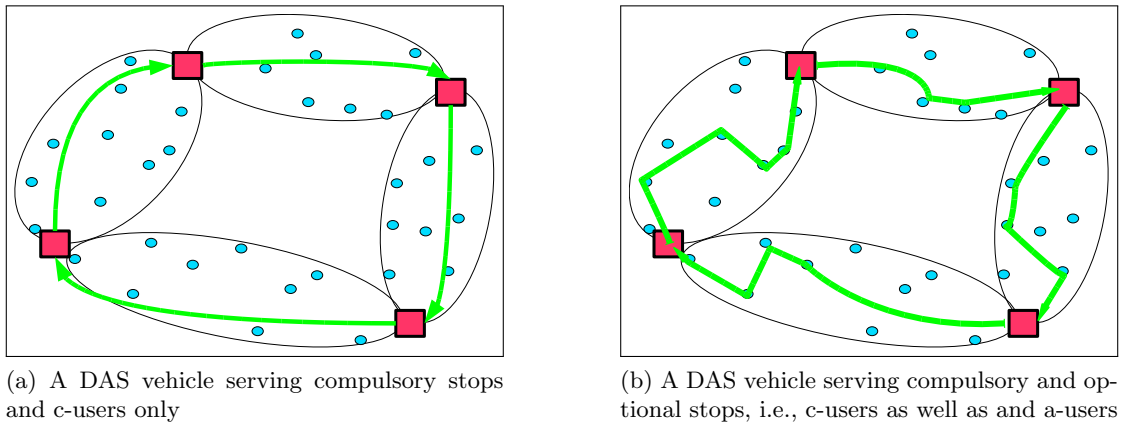 (a) A DAS vehicle serving compulsory stops
and c-users only
(b) A DAS vehicle serving compulsory and op-
tional stops, i.e., c-users as well as and a-users